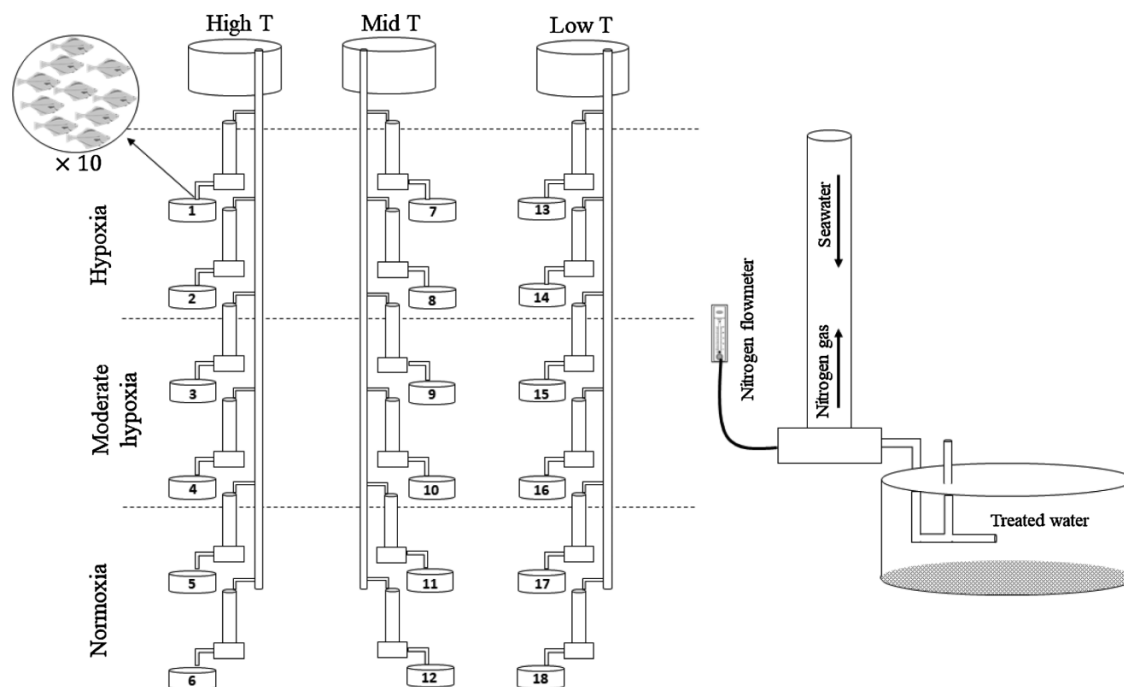 High T
Mid T
Low T
× 10
Hypoxia
1
7
13
2
8
14
Moderate
hypoxia
3
9
15
4
10
16
Normoxia
5
11
17
6
12
18
Nitrogen flowmeter
Seawater
Nitrogen gas
Treated water